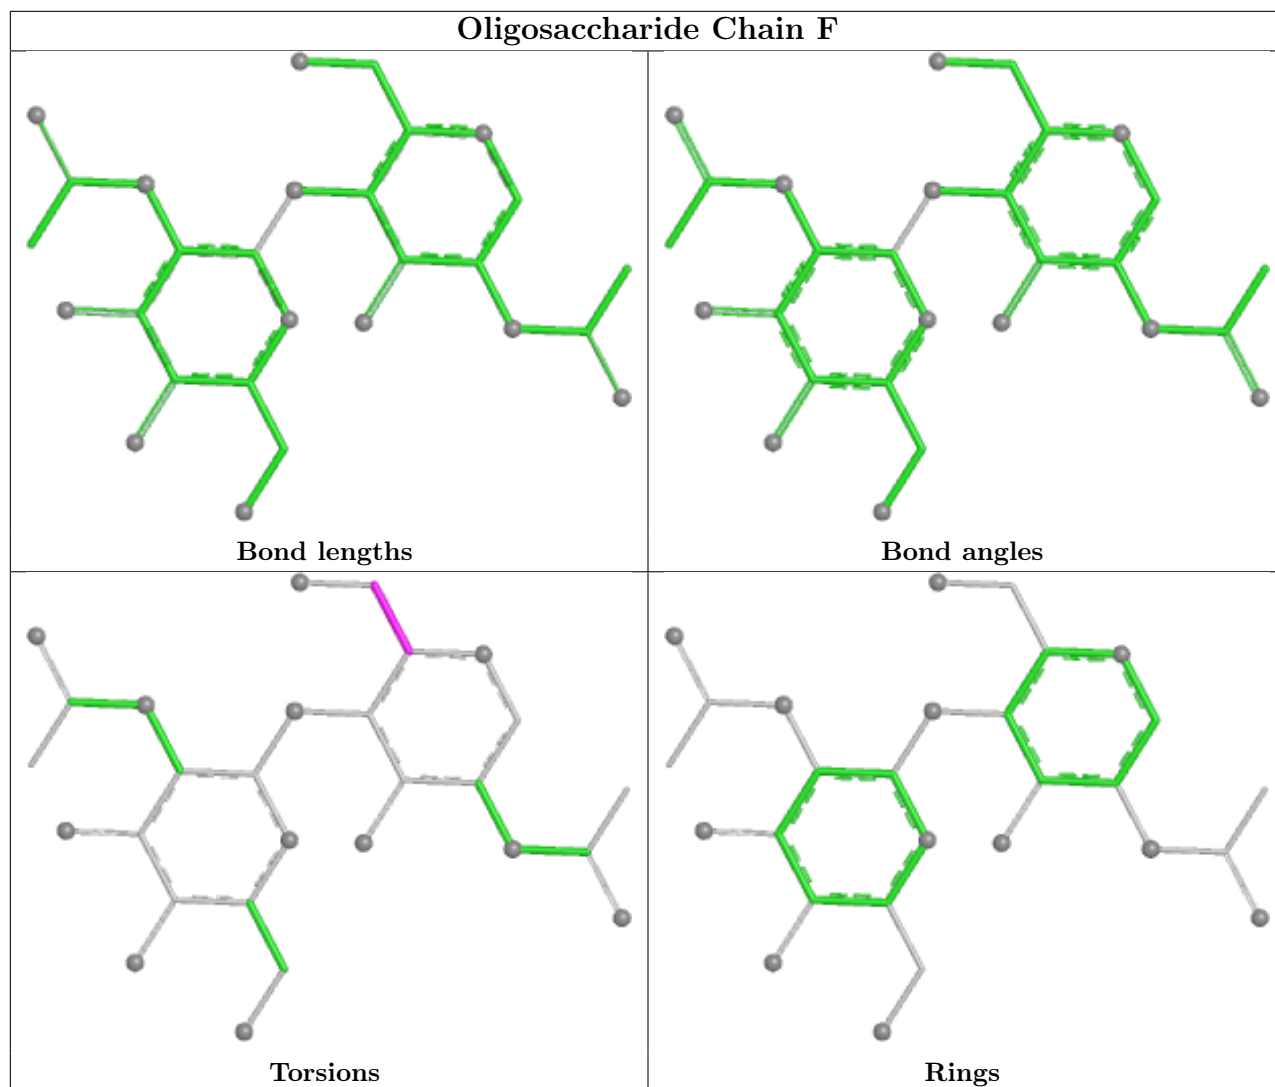 Oligosaccharide Chain F
Bond lengths
Bond angles
Torsions
Rings